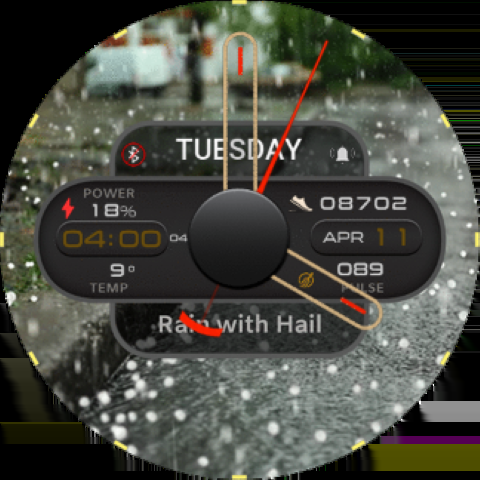 TUESDAY
POWER
18%
08702
04:00 04
APR 11
9°
089
TEMP
PULSE
Rain with Hail